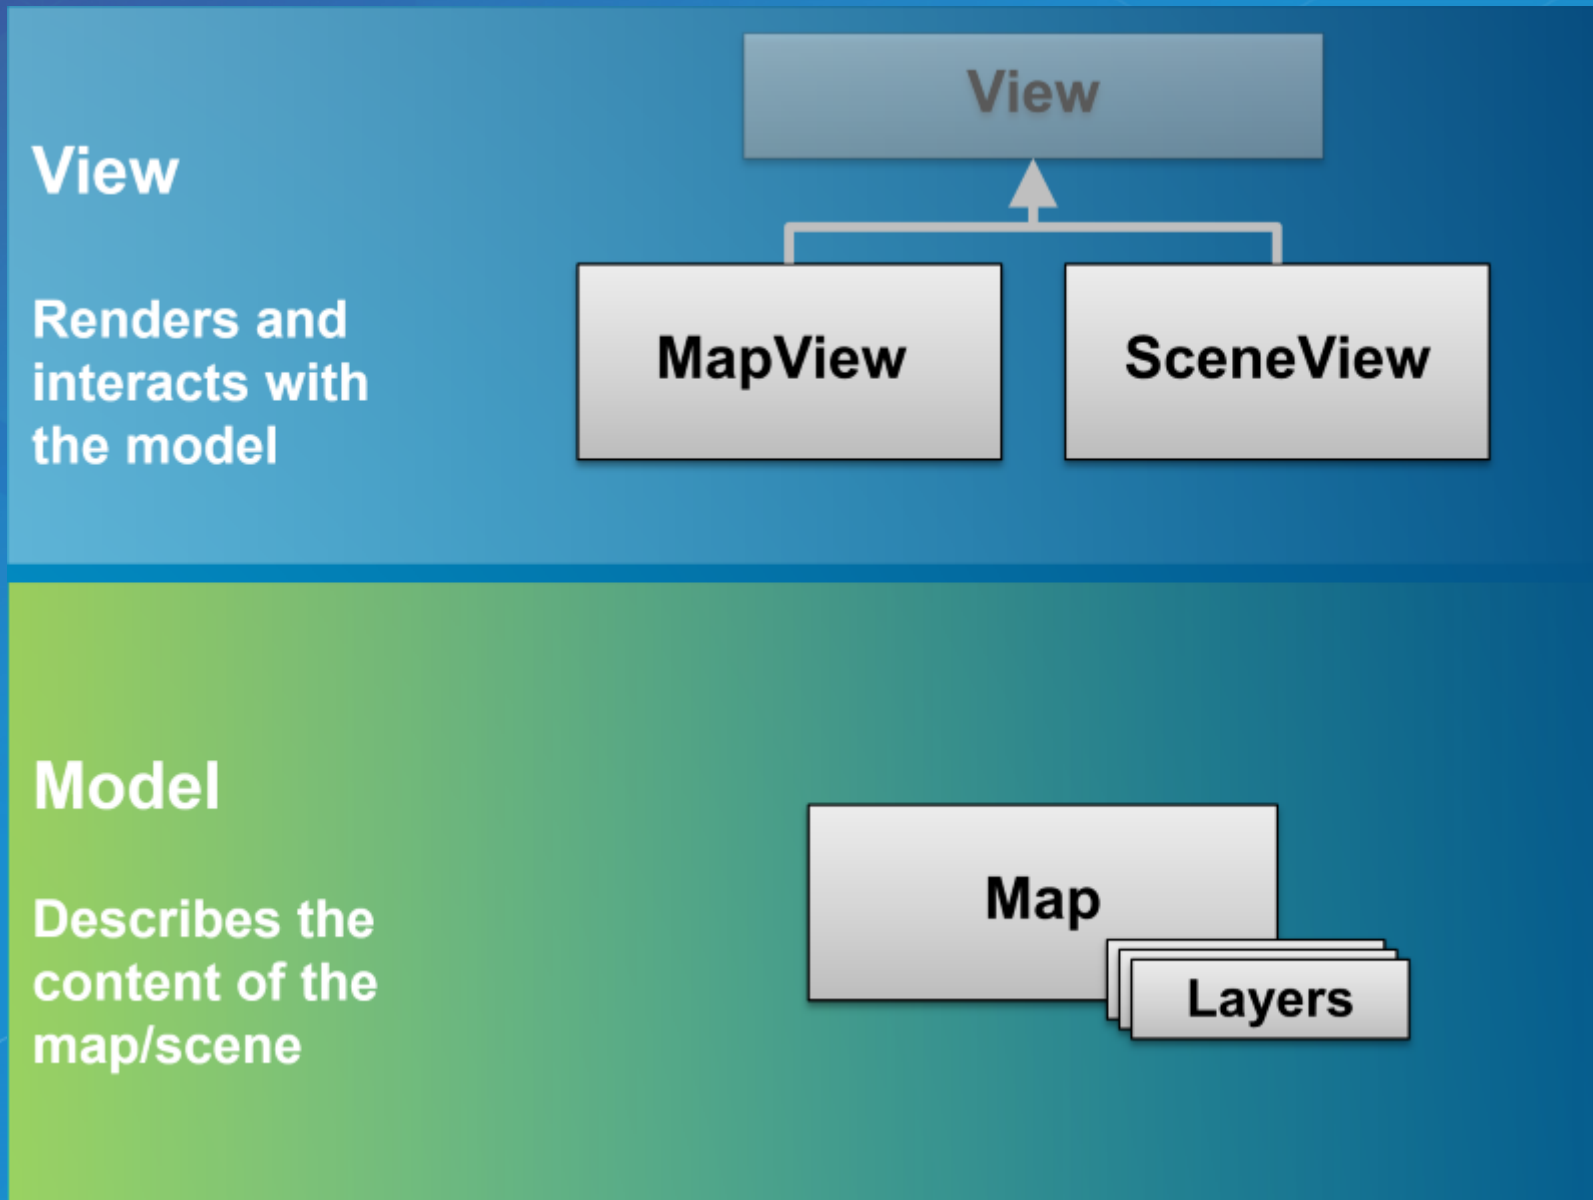 View
Renders and
interacts with
the model
View
MapView
SceneView
Model
Describes the
content of the
map/scene
Map
Layers